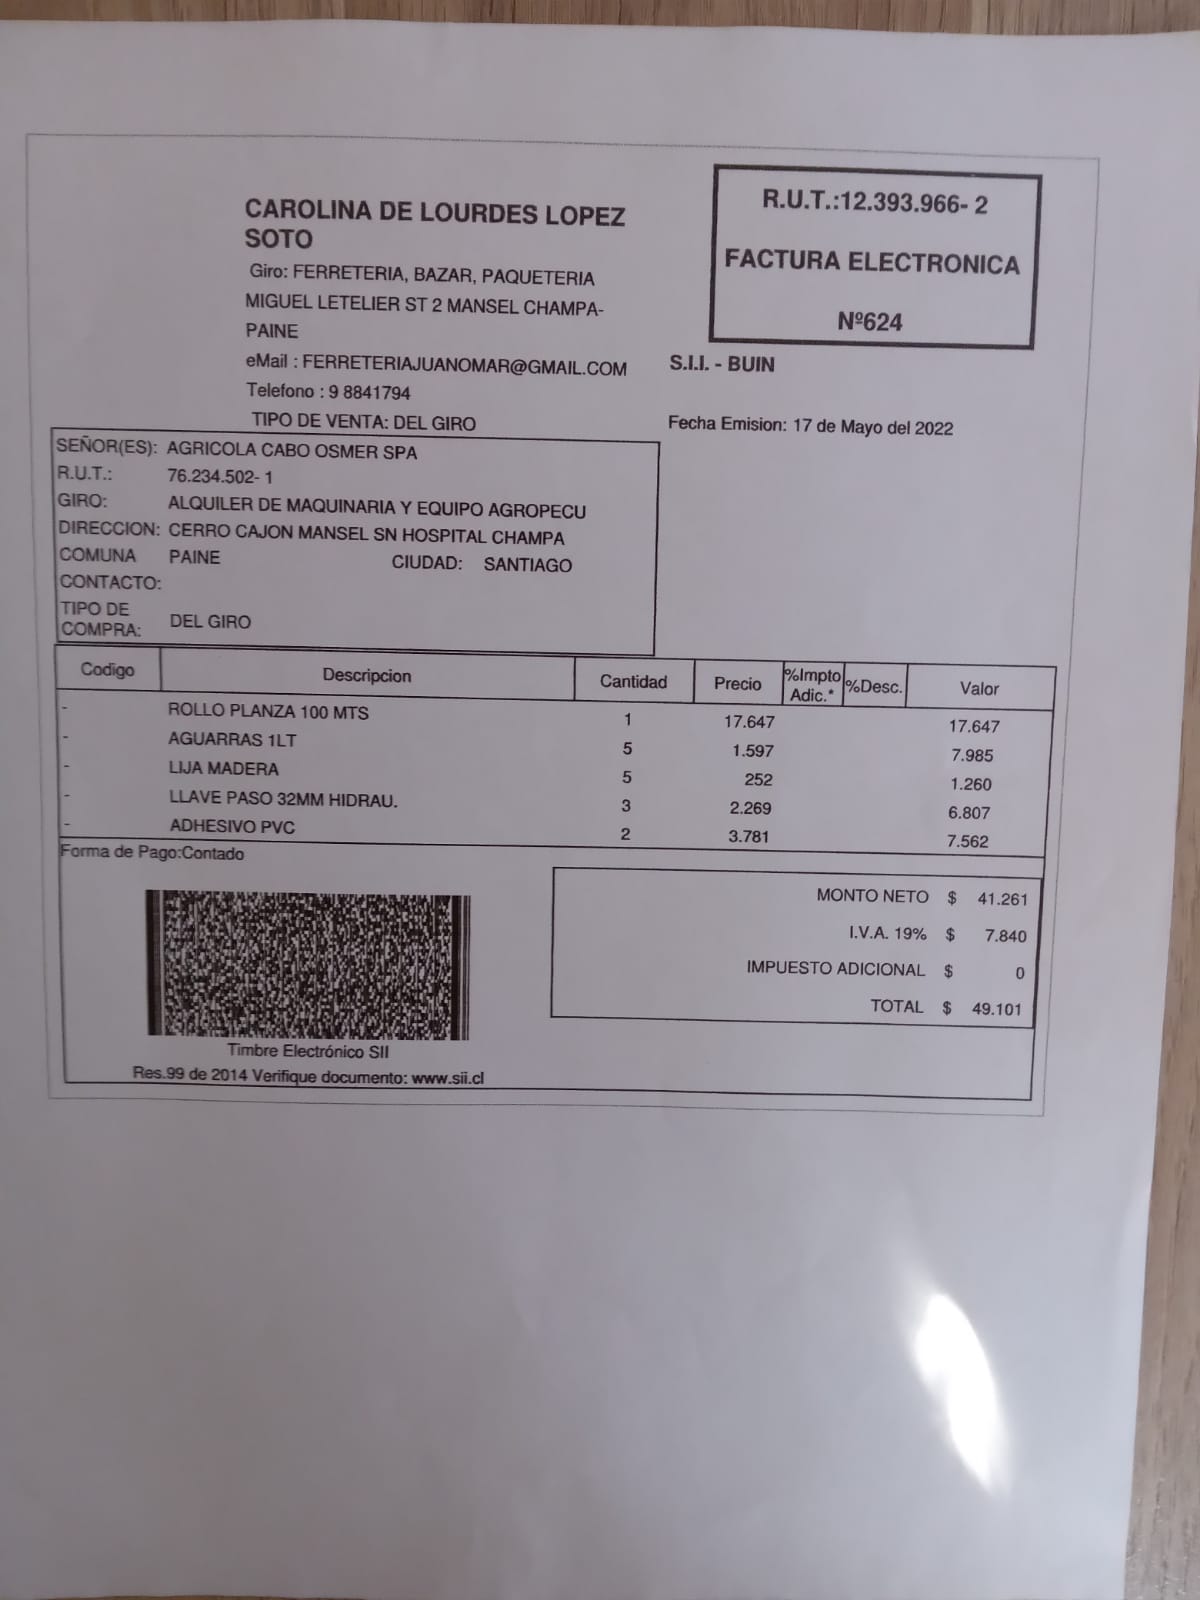 R.U.T.:12.393.966- 2
FACTURA ELECTRONICA
Nº624
CAROLINA DE LOURDES LOPEZ
SOTO
Giro: FERRETERIA, BAZAR, PAQUETERIA
MIGUEL LETELIER ST 2 MANSEL CHAMPA-
PAINE
eMail : FERRETERIAJUANOMAR@GMAIL.COM
Telefono : 9 8841794
TIPO DE VENTA: DEL GIRO
S.I.I. - BUIN
Fecha Emision: 17 de Mayo del 2022
SEÑOR(ES): AGRICOLA CABO OSMER SPA
R.U.T.: 76.234.502- 1
GIRO: ALQUILER DE MAQUINARIA Y EQUIPO AGROPECU
DIRECCION: CERRO CAJON MANSEL SN HOSPITAL CHAMPA
COMUNA PAINE CIUDAD: SANTIAGO
CONTACTO:
TIPO DE
COMPRA: DEL GIRO
Codigo Descripcion Cantidad Precio %Impto Adic.* %Desc. Valor
- ROLLO PLANZA 100 MTS 1 17.647 17.647
- AGUARRAS 1LT 5 1.597 7.985
- LIJA MADERA 5 252 1.260
- LLAVE PASO 32MM HIDRAU. 3 2.269 6.807
- ADHESIVO PVC 2 3.781 7.562
Forma de Pago:Contado
MONTO NETO $ 41.261
I.V.A. 19% $ 7.840
IMPUESTO ADICIONAL $ 0
TOTAL $ 49.101
Timbre Electrónico SII
Res.99 de 2014 Verifique documento: www.sii.cl